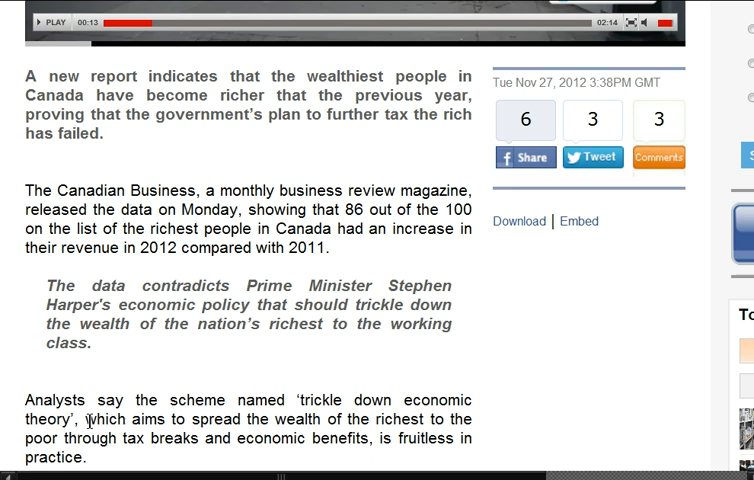 PLAY 00:13 02:14
A new report indicates that the wealthiest people in
Canada have become richer that the previous year,
proving that the government's plan to further tax the rich
has failed.
Tue Nov 27, 2012 3:38PM GMT
6 3 3
Share Tweet Comments
Download | Embed
The Canadian Business, a monthly business review magazine,
released the data on Monday, showing that 86 out of the 100
on the list of the richest people in Canada had an increase in
their revenue in 2012 compared with 2011.
The data contradicts Prime Minister Stephen
Harper's economic policy that should trickle down
the wealth of the nation's richest to the working
class.
Analysts say the scheme named ‘trickle down economic
theory’, which aims to spread the wealth of the richest to the
poor through tax breaks and economic benefits, is fruitless in
practice.